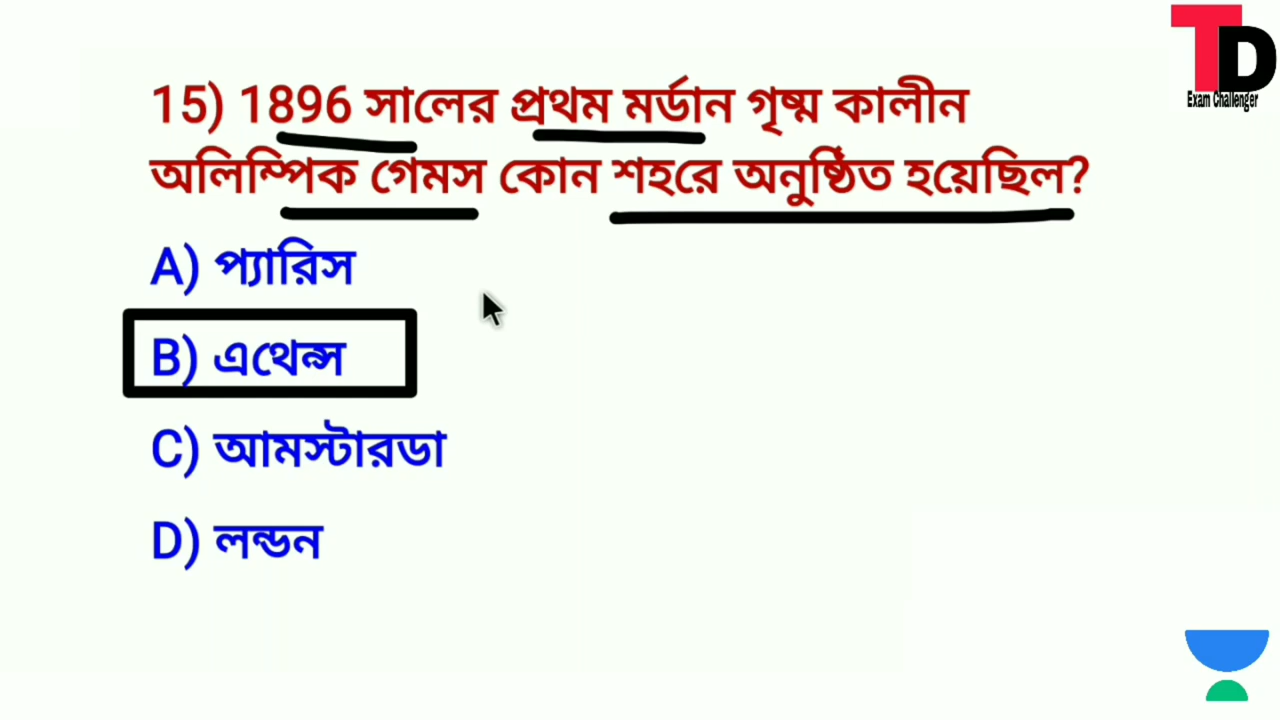 TD
Exam Challenger
15) 1896 সালের প্রথম মর্ডান গৃষ্ম কালীন
অলিম্পিক গেমস কোন শহরে অনুষ্ঠিত হয়েছিল?
A) প্যারিস
B) এথেন্স
C) আমস্টারডা
D) লন্ডন